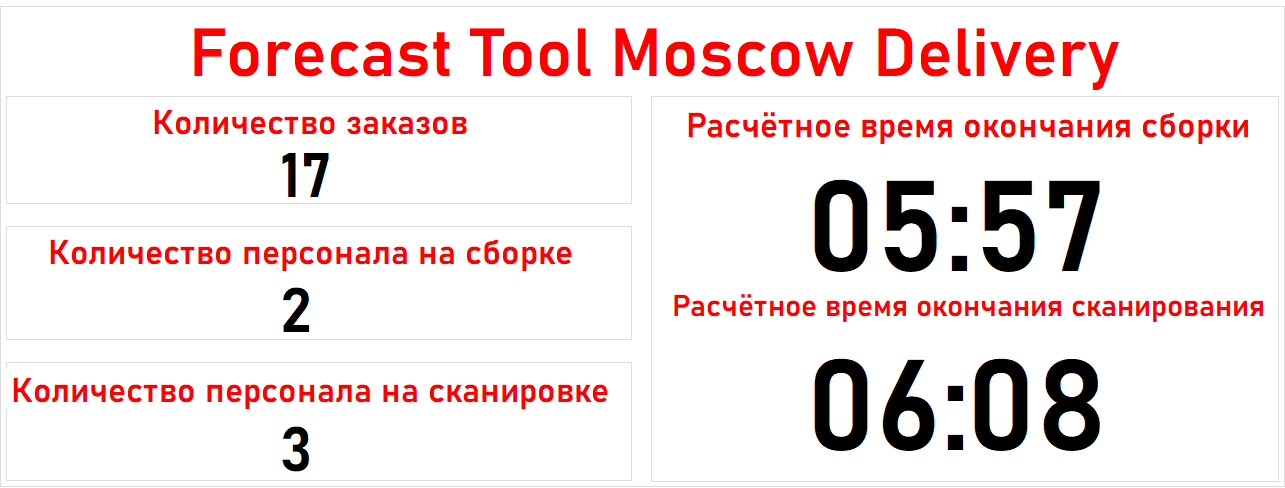 Forecast Tool Moscow Delivery
Количество заказов
17
Количество персонала на сборке
2
Количество персонала на сканировке
3
Расчётное время окончания сборки
05:57
Расчётное время окончания сканирования
06:08